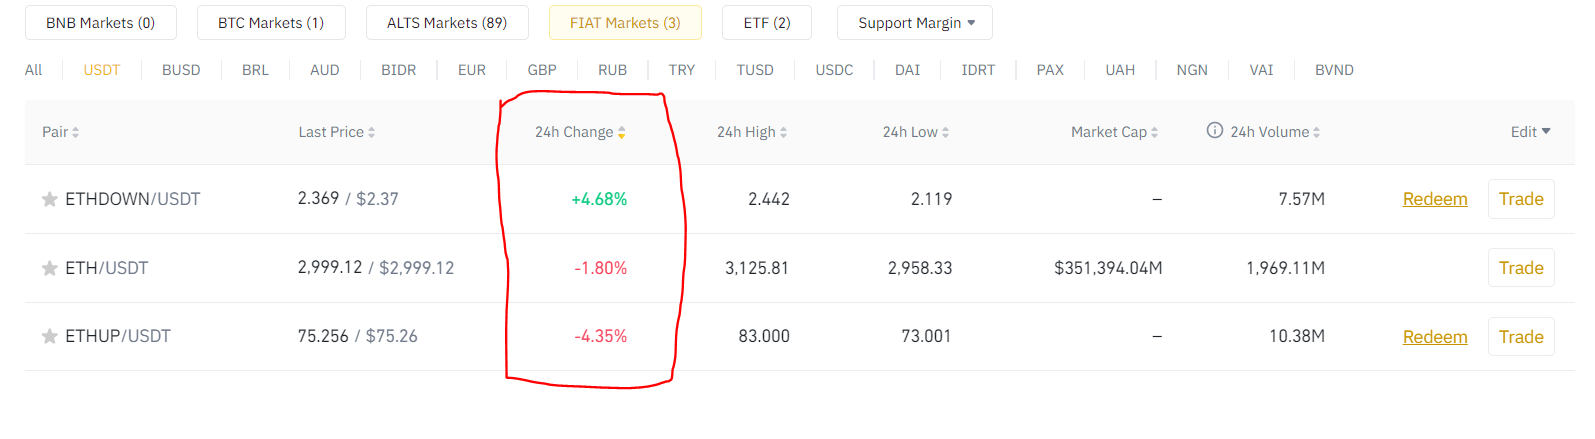 BNB Markets (0) BTC Markets (1) ALTS Markets (89) FIAT Markets (3) ETF (2) Support Margin
All USDT BUSD BRL AUD BIDR EUR GBP RUB TRY TUSD USDC DAI IDRT PAX UAH NGN VAI BVND
Pair Last Price 24h Change 24h High 24h Low Market Cap 24h Volume Edit
ETHDOWN/USDT 2.369 / $2.37 +4.68% 2.442 2.119 – 7.57M Redeem Trade
ETH/USDT 2,999.12 / $2,999.12 -1.80% 3,125.81 2,958.33 $351,394.04M 1,969.11M Trade
ETHUP/USDT 75.256 / $75.26 -4.35% 83.000 73.001 – 10.38M Redeem Trade